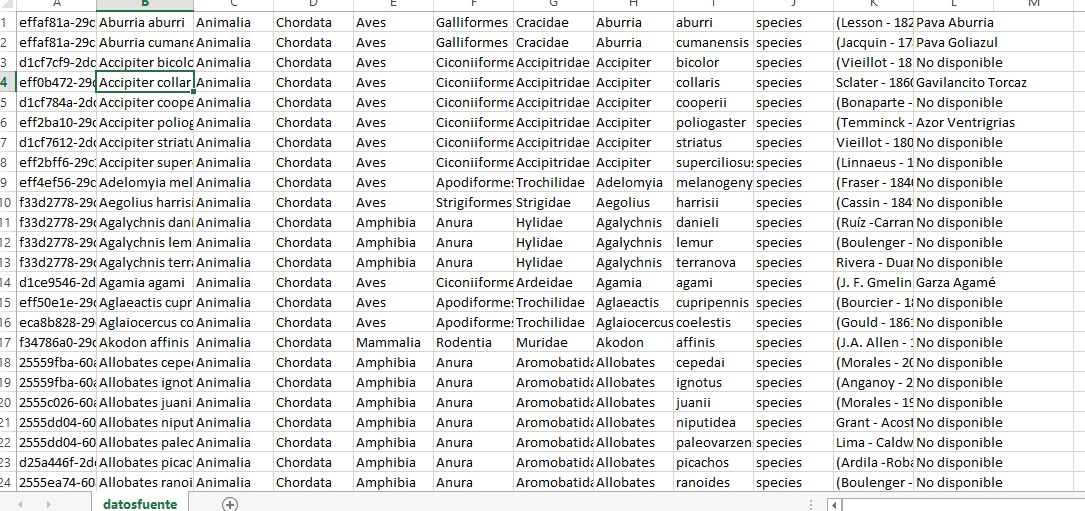 A B C D E F G H I J K L M
1 effaf81a-29c Aburria aburri Animalia Chordata Aves Galliformes Cracidae Aburria aburri species (Lesson - 182 Pava Aburria
2 effaf81a-29c Aburria cumane Animalia Chordata Aves Galliformes Cracidae Aburria cumanensis species (Jacquin - 17 Pava Goliazul
3 d1cf7cf9-2dc Accipiter bicolo Animalia Chordata Aves Ciconiiforme Accipitridae Accipiter bicolor species (Vieillot - 18 No disponible
4 eff0b472-29c Accipiter collar Animalia Chordata Aves Ciconiiforme Accipitridae Accipiter collaris species Sclater - 1860 Gavilancito Torcaz
5 d1cf784a-2dc Accipiter coope Animalia Chordata Aves Ciconiiforme Accipitridae Accipiter cooperii species (Bonaparte - No disponible
6 eff2ba10-29c Accipiter poliog Animalia Chordata Aves Ciconiiforme Accipitridae Accipiter poliogaster species (Temminck - Azor Ventrigrias
7 d1cf7612-2dc Accipiter striatu Animalia Chordata Aves Ciconiiforme Accipitridae Accipiter striatus species Vieillot - 180 No disponible
8 eff2bff6-29c Accipiter super Animalia Chordata Aves Ciconiiforme Accipitridae Accipiter superciliosus species (Linnaeus - 1 No disponible
9 eff4ef56-29c Adelomyia mel Animalia Chordata Aves Apodiformes Trochilidae Adelomyia melanogeny species (Fraser - 184 No disponible
10 f33d2778-29c Aegolius harrisi Animalia Chordata Aves Strigiformes Strigidae Aegolius harrisii species (Cassin - 184 No disponible
11 f33d2778-29c Agalychnis dani Animalia Chordata Amphibia Anura Hylidae Agalychnis danieli species (Ruíz -Carran No disponible
12 f33d2778-29c Agalychnis lem Animalia Chordata Amphibia Anura Hylidae Agalychnis lemur species (Boulenger - No disponible
13 f33d2778-29c Agalychnis terra Animalia Chordata Amphibia Anura Hylidae Agalychnis terranova species Rivera - Duar No disponible
14 d1ce9546-2d Agamia agami Animalia Chordata Aves Ciconiiforme Ardeidae Agamia agami species (J. F. Gmelin Garza Agamé
15 eff50e1e-29c Aglaeactis cupr Animalia Chordata Aves Apodiformes Trochilidae Aglaeactis cupripennis species (Bourcier - 18 No disponible
16 eca8b828-29 Aglaiocercus co Animalia Chordata Aves Apodiformes Trochilidae Aglaiocercus coelestis species (Gould - 1861 No disponible
17 f34786a0-29c Akodon affinis Animalia Chordata Mammalia Rodentia Muridae Akodon affinis species (J.A. Allen - 1 No disponible
18 25559fba-60a Allobates cepe Animalia Chordata Amphibia Anura Aromobatida Allobates cepedai species (Morales - 20 No disponible
19 25559fba-60a Allobates ignot Animalia Chordata Amphibia Anura Aromobatida Allobates ignotus species (Anganoy - 2 No disponible
20 2555c026-60a Allobates juani Animalia Chordata Amphibia Anura Aromobatida Allobates juanii species (Morales - 19 No disponible
21 2555dd04-60 Allobates niput Animalia Chordata Amphibia Anura Aromobatida Allobates niputidea species Grant - Acost No disponible
22 2555dd04-60 Allobates paleo Animalia Chordata Amphibia Anura Aromobatida Allobates paleovarzen species Lima - Caldw No disponible
23 d25a446f-2dc Allobates picac Animalia Chordata Amphibia Anura Aromobatida Allobates picachos species (Ardila -Roba No disponible
24 2555ea74-60 Allobates ranoi Animalia Chordata Amphibia Anura Aromobatida Allobates ranoides species (Boulenger - No disponible
datosfuente